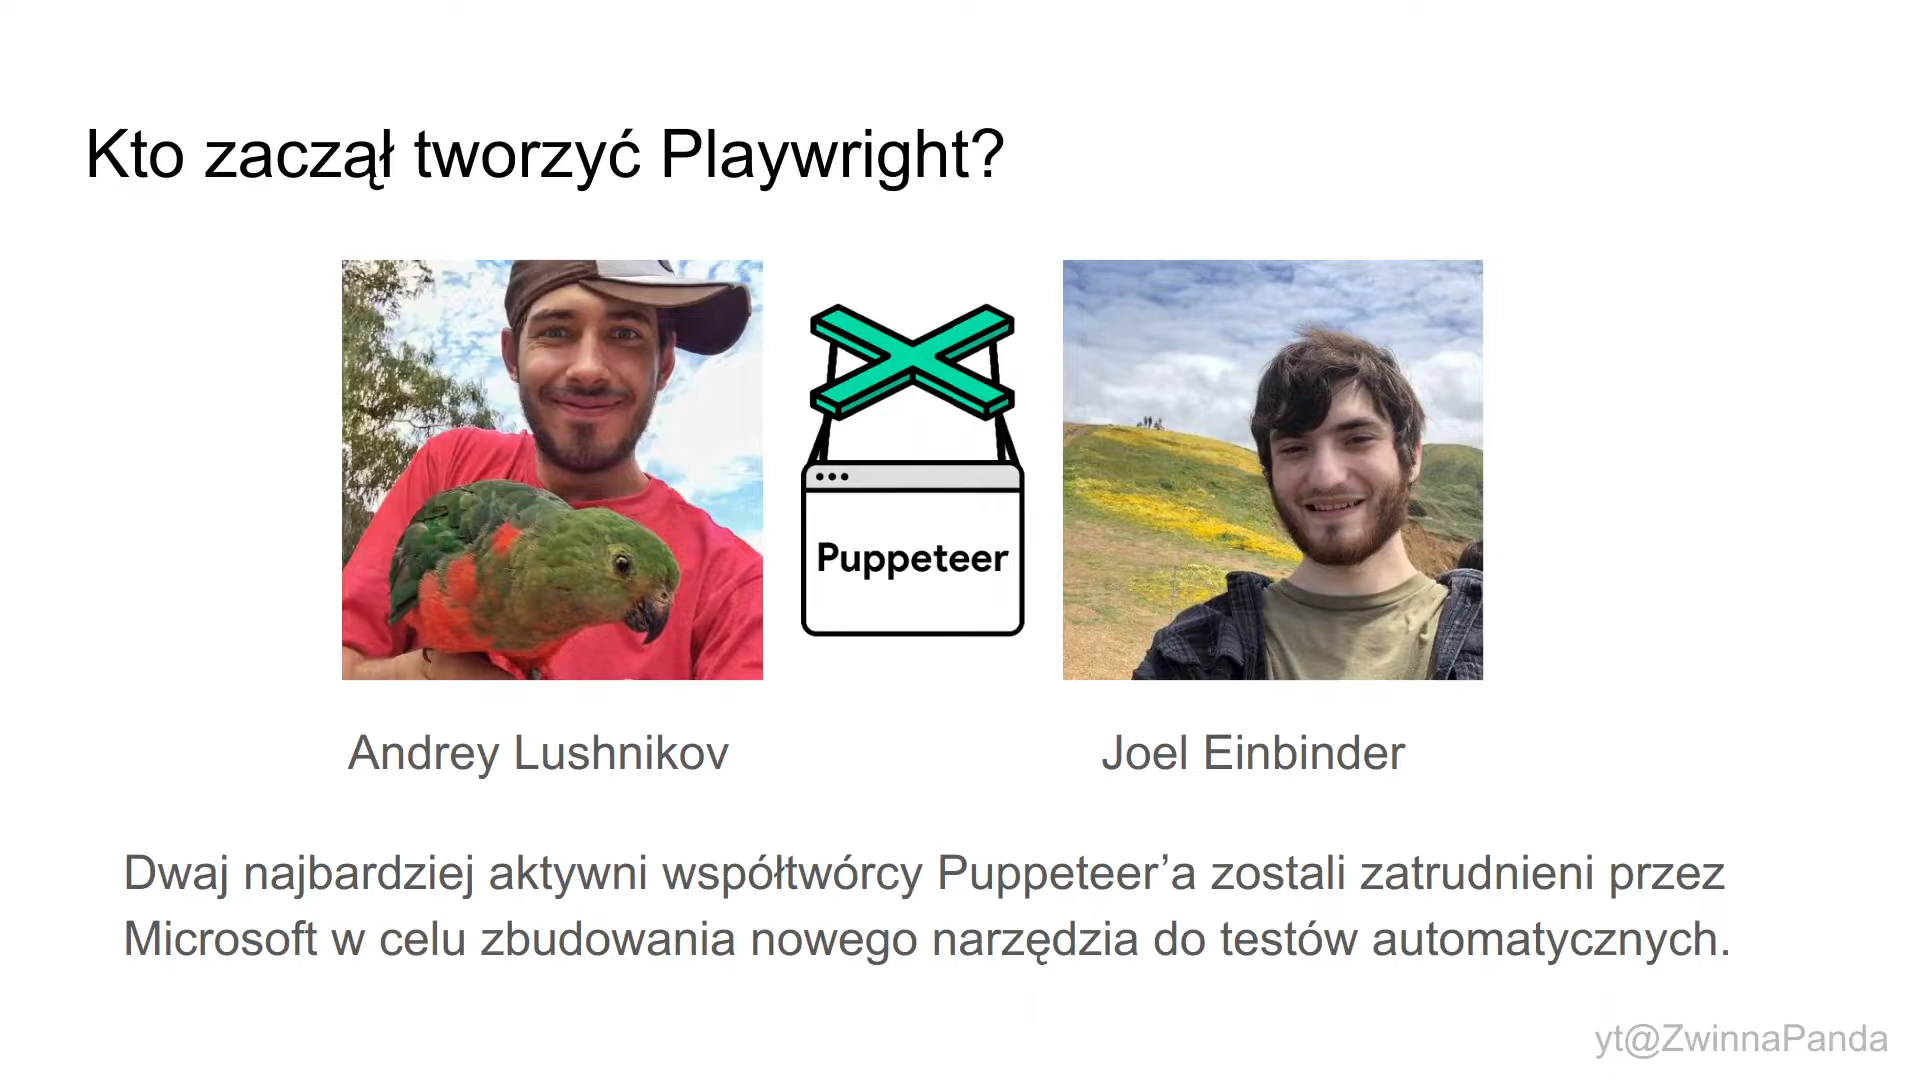 Kto zaczął tworzyć Playwright?
Puppeteer
Andrey Lushnikov
Joel Einbinder
Dwaj najbardziej aktywni współtwórcy Puppeteer’a zostali zatrudnieni przez
Microsoft w celu zbudowania nowego narzędzia do testów automatycznych.
yt@ZwinnaPanda